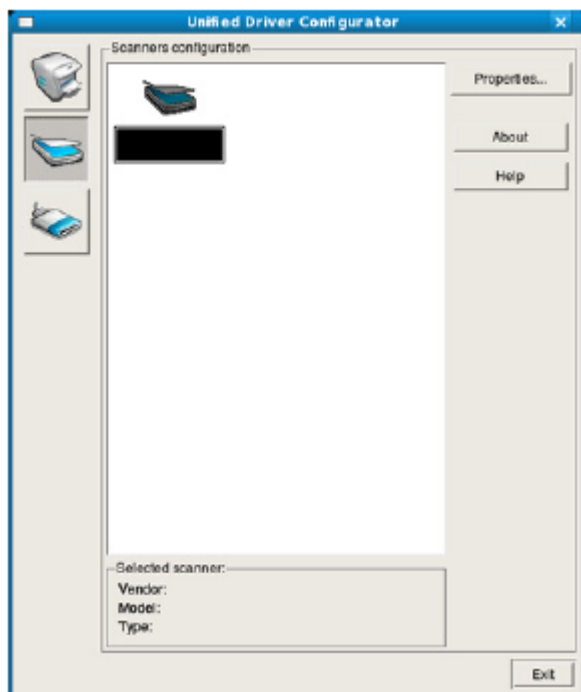 Unified Driver Configurator
Scanners configuration
Properties...
About
Help
Selected scanner:
Vendor:
Model:
Type:
Exit